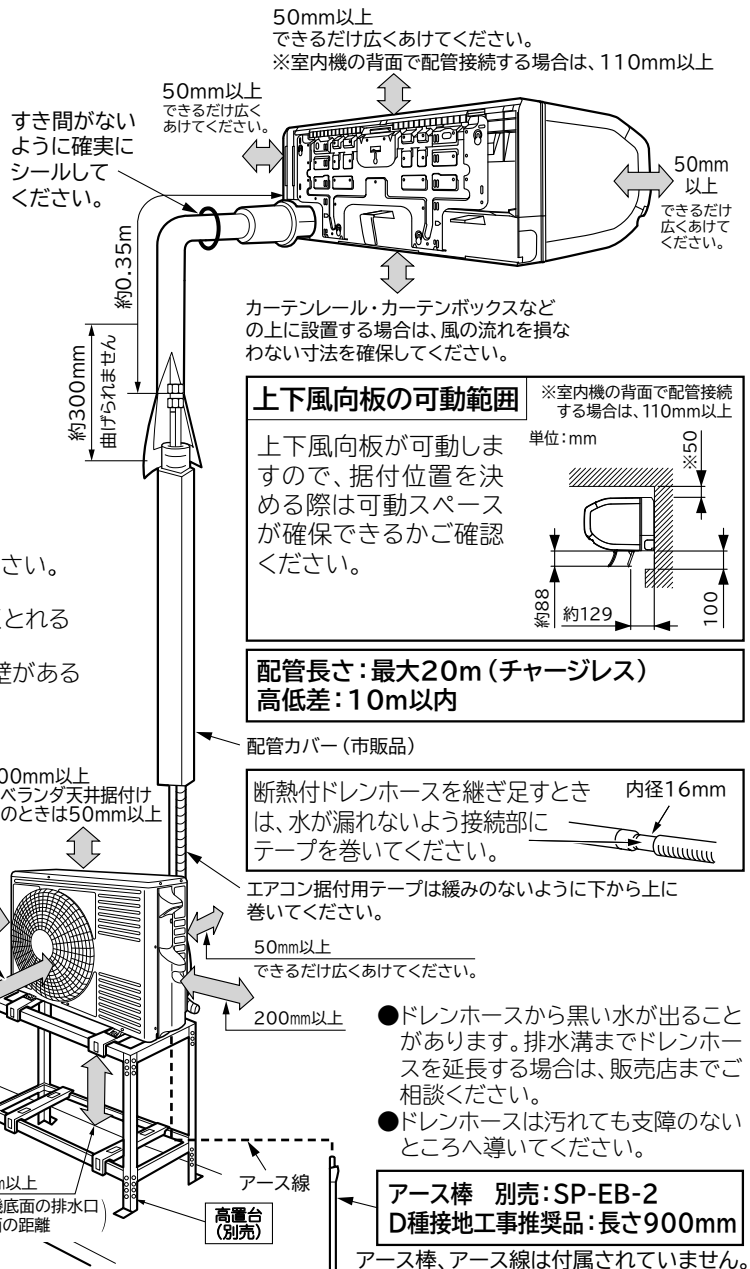 50mm以上
できるだけ広くあけてください。
※室内機の背面で配管接続する場合は、110mm以上
50mm以上
できるだけ広く
あけてください。
すき間がない
ように確実に
シールして
ください。
50mm
以上
できるだけ
広くあけて
ください。
約0.35m
約300mm
曲げられません
カーテンレール・カーテンボックスなど
の上に設置する場合は、風の流れを損な
わない寸法を確保してください。
上下風向板の可動範囲
※室内機の背面で配管接続
する場合は、110mm以上
上下風向板が可動しま
すので、据付位置を決
める際は可動スペース
が確保できるかご確認
ください。
単位:mm
※50
約88
約129
100
さい。
とれる
壁がある
配管長さ:最大20m(チャージレス)
高低差:10m以内
配管カバー(市販品)
00mm以上
ベランダ天井据付け
のときは50mm以上
断熱付ドレンホースを継ぎ足すとき
は、水が漏れないよう接続部に
テープを巻いてください。
内径16mm
エアコン据付用テープは緩みのないように下から上に
巻いてください。
50mm以上
できるだけ広くあけてください。
200mm以上
●ドレンホースから黒い水が出ること
があります。排水溝までドレンホー
スを延長する場合は、販売店までご
相談ください。
●ドレンホースは汚れても支障のない
ところへ導いてください。
アース線
m以上
機底面の排水口
面の距離
高置台
(別売)
アース棒 別売:SP-EB-2
D種接地工事推奨品:長さ900mm
アース棒、アース線は付属されていません。